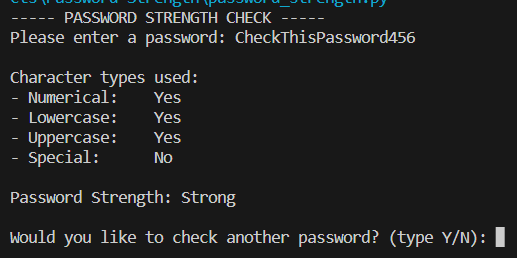 ----- PASSWORD STRENGTH CHECK -----
Please enter a password: CheckThisPassword456
Character types used:
- Numerical: Yes
- Lowercase: Yes
- Uppercase: Yes
- Special: No
Password Strength: Strong
Would you like to check another password? (type Y/N):